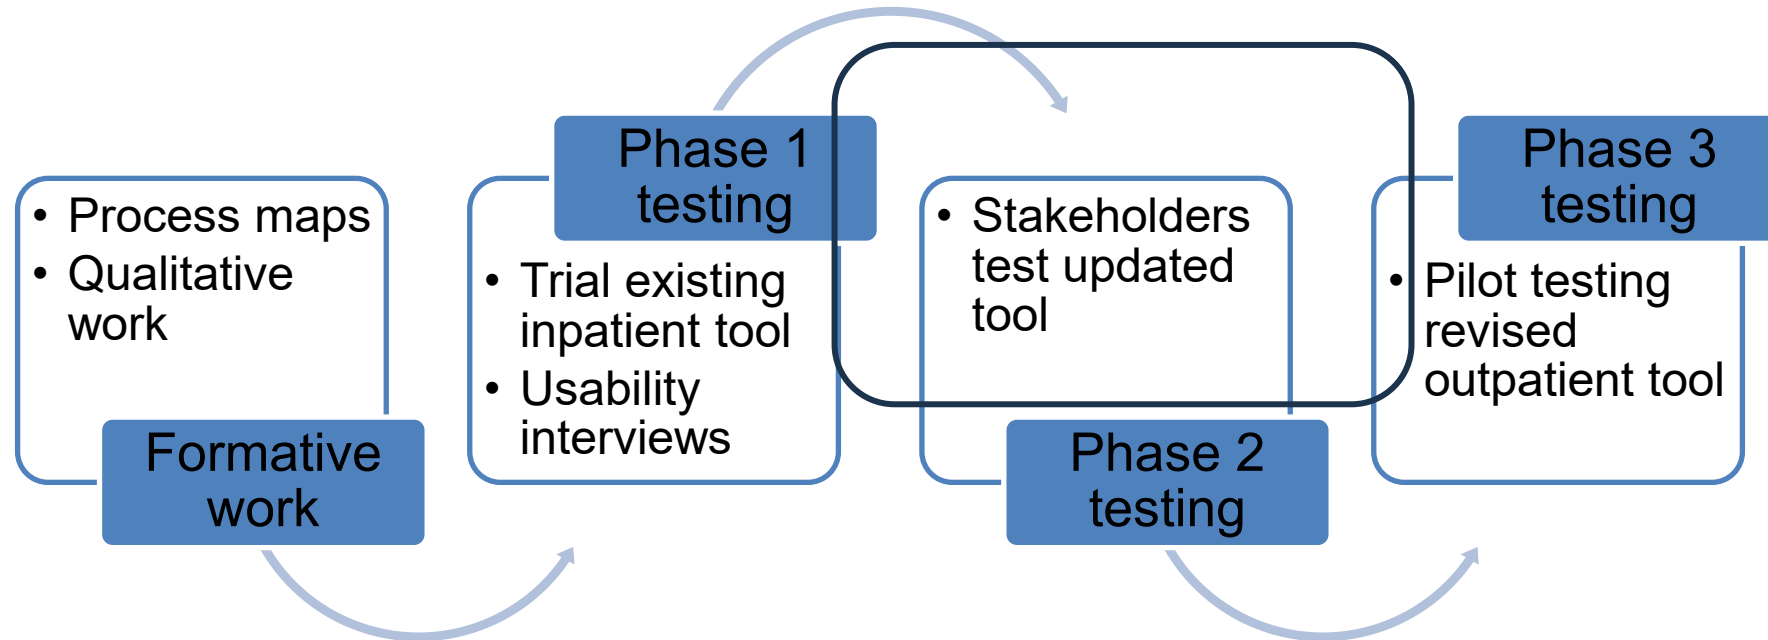 • Process maps
• Qualitative
work
Formative
work
Phase 1
testing
• Trial existing
inpatient tool
• Usability
interviews
• Stakeholders
test updated
tool
Phase 2
testing
Phase 3
testing
• Pilot testing
revised
outpatient tool